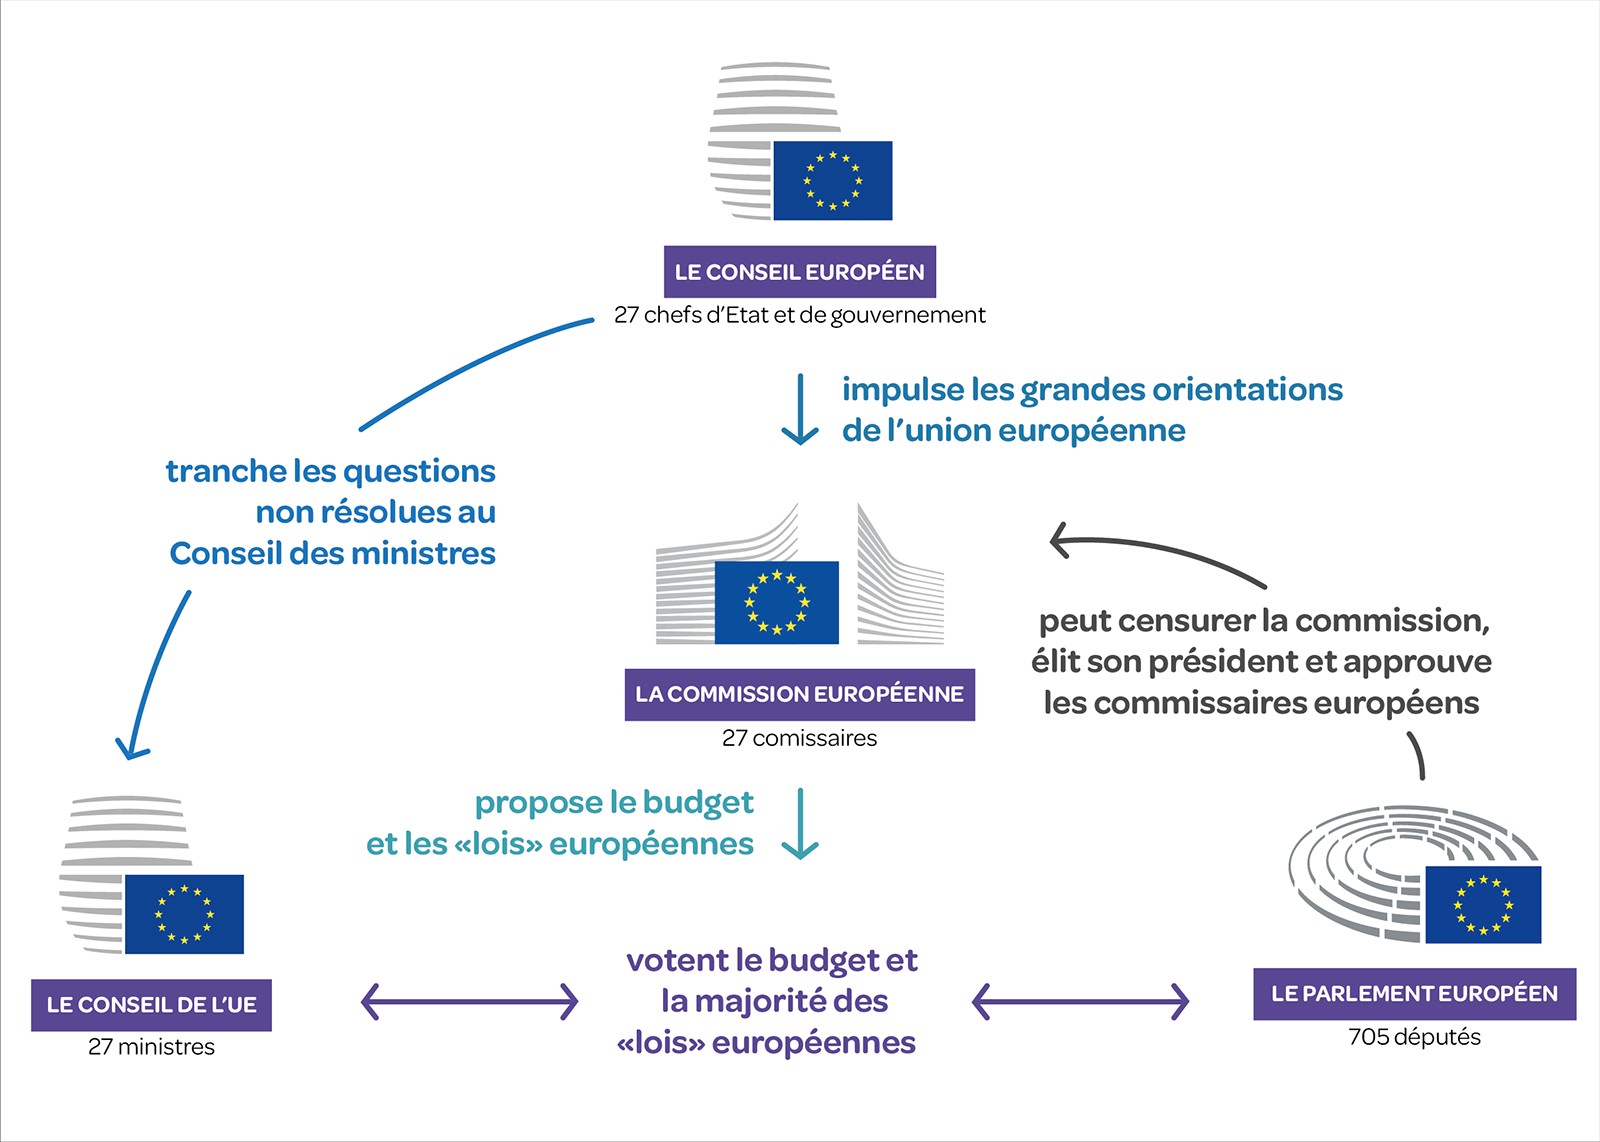 LE CONSEIL EUROPÉEN
27 chefs d'Etat et de gouvernement
impulse les grandes orientations
de l'union européenne
tranche les questions
non résolues au
Conseil des ministres
peut censurer la commission,
élit son président et approuve
les commissaires européens
LA COMMISSION EUROPÉENNE
27 comissaires
propose le budget
et les «lois» européennes
LE CONSEIL DE L'UE
27 ministres
votent le budget et
la majorité des
«lois» européennes
LE PARLEMENT EUROPÉEN
705 députés